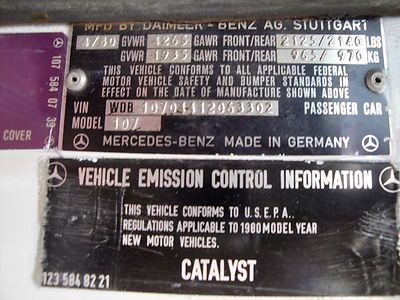 MFD BY DAIMLER-BENZ AG. STUTTGART
4/80 GVWR 4265 GAWR FRONT/REAR 2125/2140 LBS
GVWR 1935 GAWR FRONT/REAR 965/970 KG
THIS VEHICLE CONFORMS TO ALL APPLICABLE FEDERAL
MOTOR VEHICLE SAFETY AND BUMPER STANDARDS IN
EFFECT ON THE DATE OF MANUFACTURE SHOWN ABOVE
VIN WDB 10704412063302 PASSENGER CAR
MODEL 107
MERCEDES-BENZ MADE IN GERMANY
107 584 07 39
COVER
VEHICLE EMISSION CONTROL INFORMATION
THIS VEHICLE CONFORMS TO U.S.E.P.A.
REGULATIONS APPLICABLE TO 1980 MODEL YEAR
NEW MOTOR VEHICLES.
CATALYST
123 584 82 21